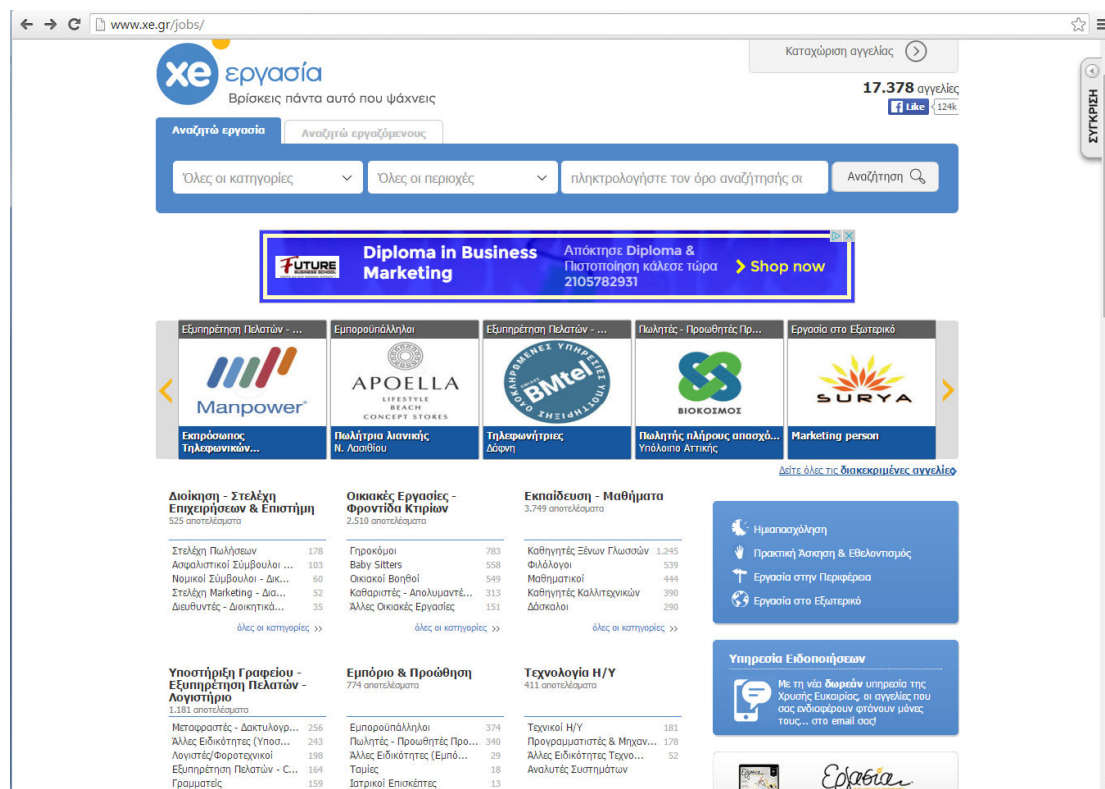 www.xe.gr/jobs/
Καταχώριση αγγελίας
xe εργασία
Βρίσκεις πάντα αυτό που ψάχνεις
17.378 αγγελίες
Like 124k
ΣΥΓΚΡΙΣΗ
Αναζητώ εργασία
Αναζητώ εργαζόμενους
Όλες οι κατηγορίες
Όλες οι περιοχές
πληκτρολογήστε τον όρο αναζήτησής σα
Αναζήτηση
FUTURE
BUSINESS SCHOOL
Diploma in Business Marketing
Απόκτησε Diploma &
Πιστοποίηση κάλεσε τώρα
2105782931
Shop now
Εξυπηρέτηση Πελατών - ...
Manpower
Εκπρόσωπος
Τηλεφωνικών...
Εμποροϋπάλληλοι
APOELLA
LIFESTYLE
BEACH
CONCEPT STORES
Πωλήτρια λιανικής
Ν. Λασιθίου
Εξυπηρέτηση Πελατών - ...
BMtel
ΟΛΟΚΛΗΡΩΜΕΝΕΣ ΥΠΗΡΕΣΙΕΣ ΥΠΟΣΤΗΡΙΞΗΣ
Τηλεφωνήτριες
Δάφνη
Πωλητές - Προωθητές Πρ...
ΒΙΟΚΟΣΜΟΣ
Πωλητής πλήρους απασχό...
Υπόλοιπο Αττικής
Εργασία στο Εξωτερικό
SURYA
Marketing person
Δείτε όλες τις διακεκριμένες αγγελίες
Διοίκηση - Στελέχη
Επιχειρήσεων & Επιστήμη
525 αποτελέσματα
Στελέχη Πωλήσεων 178
Ασφαλιστικοί Σύμβουλοι ... 103
Νομικοί Σύμβουλοι - Δικ... 60
Στελέχη Marketing - Δια... 52
Διευθυντές - Διοικητικά... 35
όλες οι κατηγορίες >>
Οικιακές Εργασίες -
Φροντίδα Κτιρίων
2.510 αποτελέσματα
Γηροκόμοι 783
Baby Sitters 558
Οικιακοί Βοηθοί 549
Καθαριστές - Απολυμαντέ... 313
Άλλες Οικιακές Εργασίες 151
όλες οι κατηγορίες >>
Εκπαίδευση - Μαθήματα
3.749 αποτελέσματα
Καθηγητές Ξένων Γλωσσών 1.245
Φιλόλογοι 539
Μαθηματικοί 444
Καθηγητές Καλλιτεχνικών 390
Δάσκαλοι 290
όλες οι κατηγορίες >>
Ημιαπασχόληση
Πρακτική Άσκηση & Εθελοντισμός
Εργασία στην Περιφέρεια
Εργασία στο Εξωτερικό
Υποστήριξη Γραφείου -
Εξυπηρέτηση Πελατών -
Λογιστήριο
1.181 αποτελέσματα
Μεταφραστές - Δακτυλογρ... 256
Άλλες Ειδικότητες (Υποσ... 243
Λογιστές/Φοροτεχνικοί 198
Εξυπηρέτηση Πελατών - C... 164
Γραμματείς 159
Εμπόριο & Προώθηση
774 αποτελέσματα
Εμποροϋπάλληλοι 374
Πωλητές - Προωθητές Προ... 340
Άλλες Ειδικότητες (Εμπό... 29
Ταμίες 18
Ιατρικοί Επισκέπτες 13
Τεχνολογία Η/Υ
411 αποτελέσματα
Τεχνικοί Η/Υ 181
Προγραμματιστές & Μηχαν... 178
Άλλες Ειδικότητες Τεχνο... 52
Αναλυτές Συστημάτων
Υπηρεσία Ειδοποιήσεων
Με τη νέα δωρεάν υπηρεσία της
Χρυσής Ευκαιρίας, οι αγγελίες που
σας ενδιαφέρουν φτάνουν μόνες
τους... στο email σας!
Εργασία